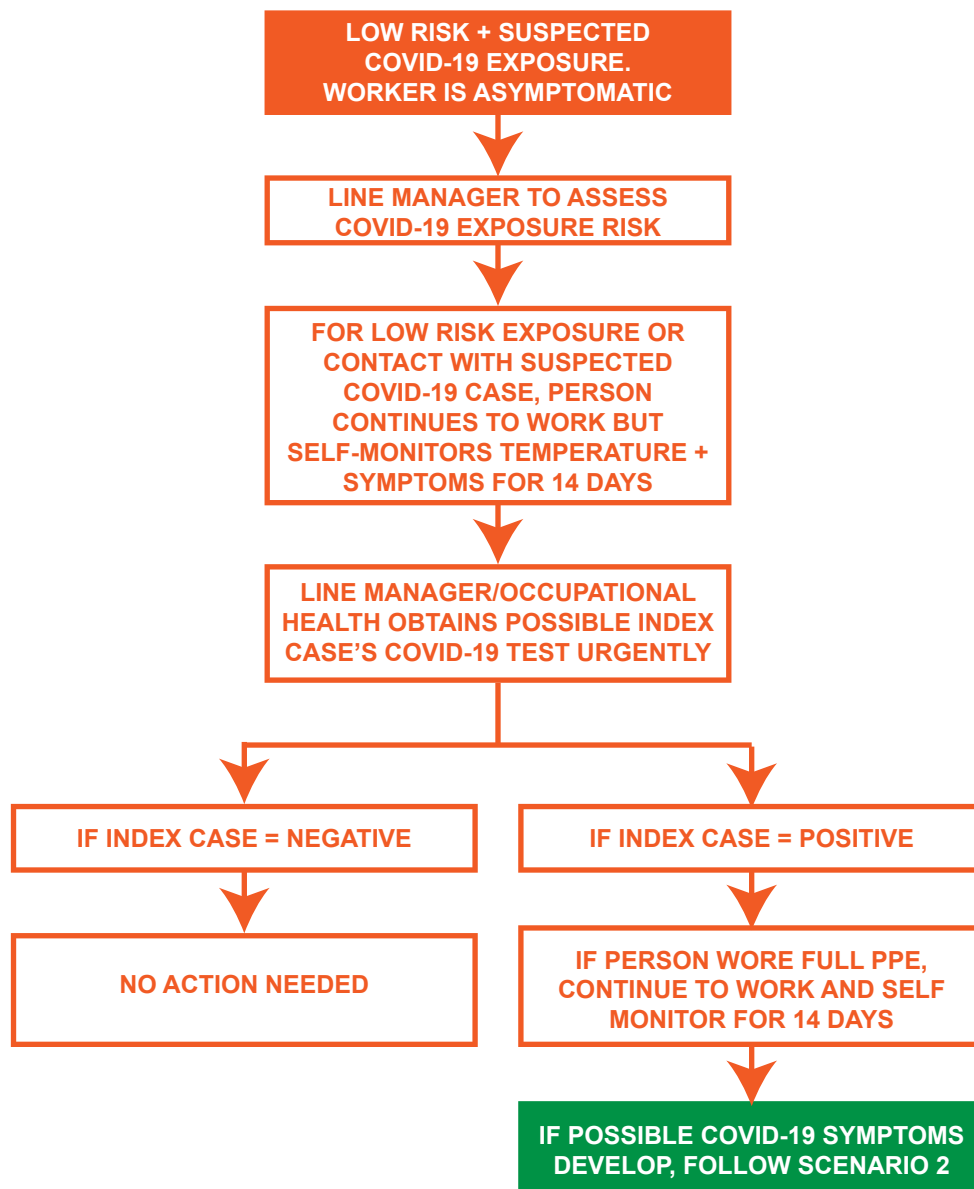 LOW RISK + SUSPECTED
COVID-19 EXPOSURE.
WORKER IS ASYMPTOMATIC
LINE MANAGER TO ASSESS
COVID-19 EXPOSURE RISK
FOR LOW RISK EXPOSURE OR
CONTACT WITH SUSPECTED
COVID-19 CASE, PERSON
CONTINUES TO WORK BUT
SELF-MONITORS TEMPERATURE +
SYMPTOMS FOR 14 DAYS
LINE MANAGER/OCCUPATIONAL
HEALTH OBTAINS POSSIBLE INDEX
CASE'S COVID-19 TEST URGENTLY
IF INDEX CASE = NEGATIVE
NO ACTION NEEDED
IF INDEX CASE = POSITIVE
IF PERSON WORE FULL PPE,
CONTINUE TO WORK AND SELF
MONITOR FOR 14 DAYS
IF POSSIBLE COVID-19 SYMPTOMS
DEVELOP, FOLLOW SCENARIO 2